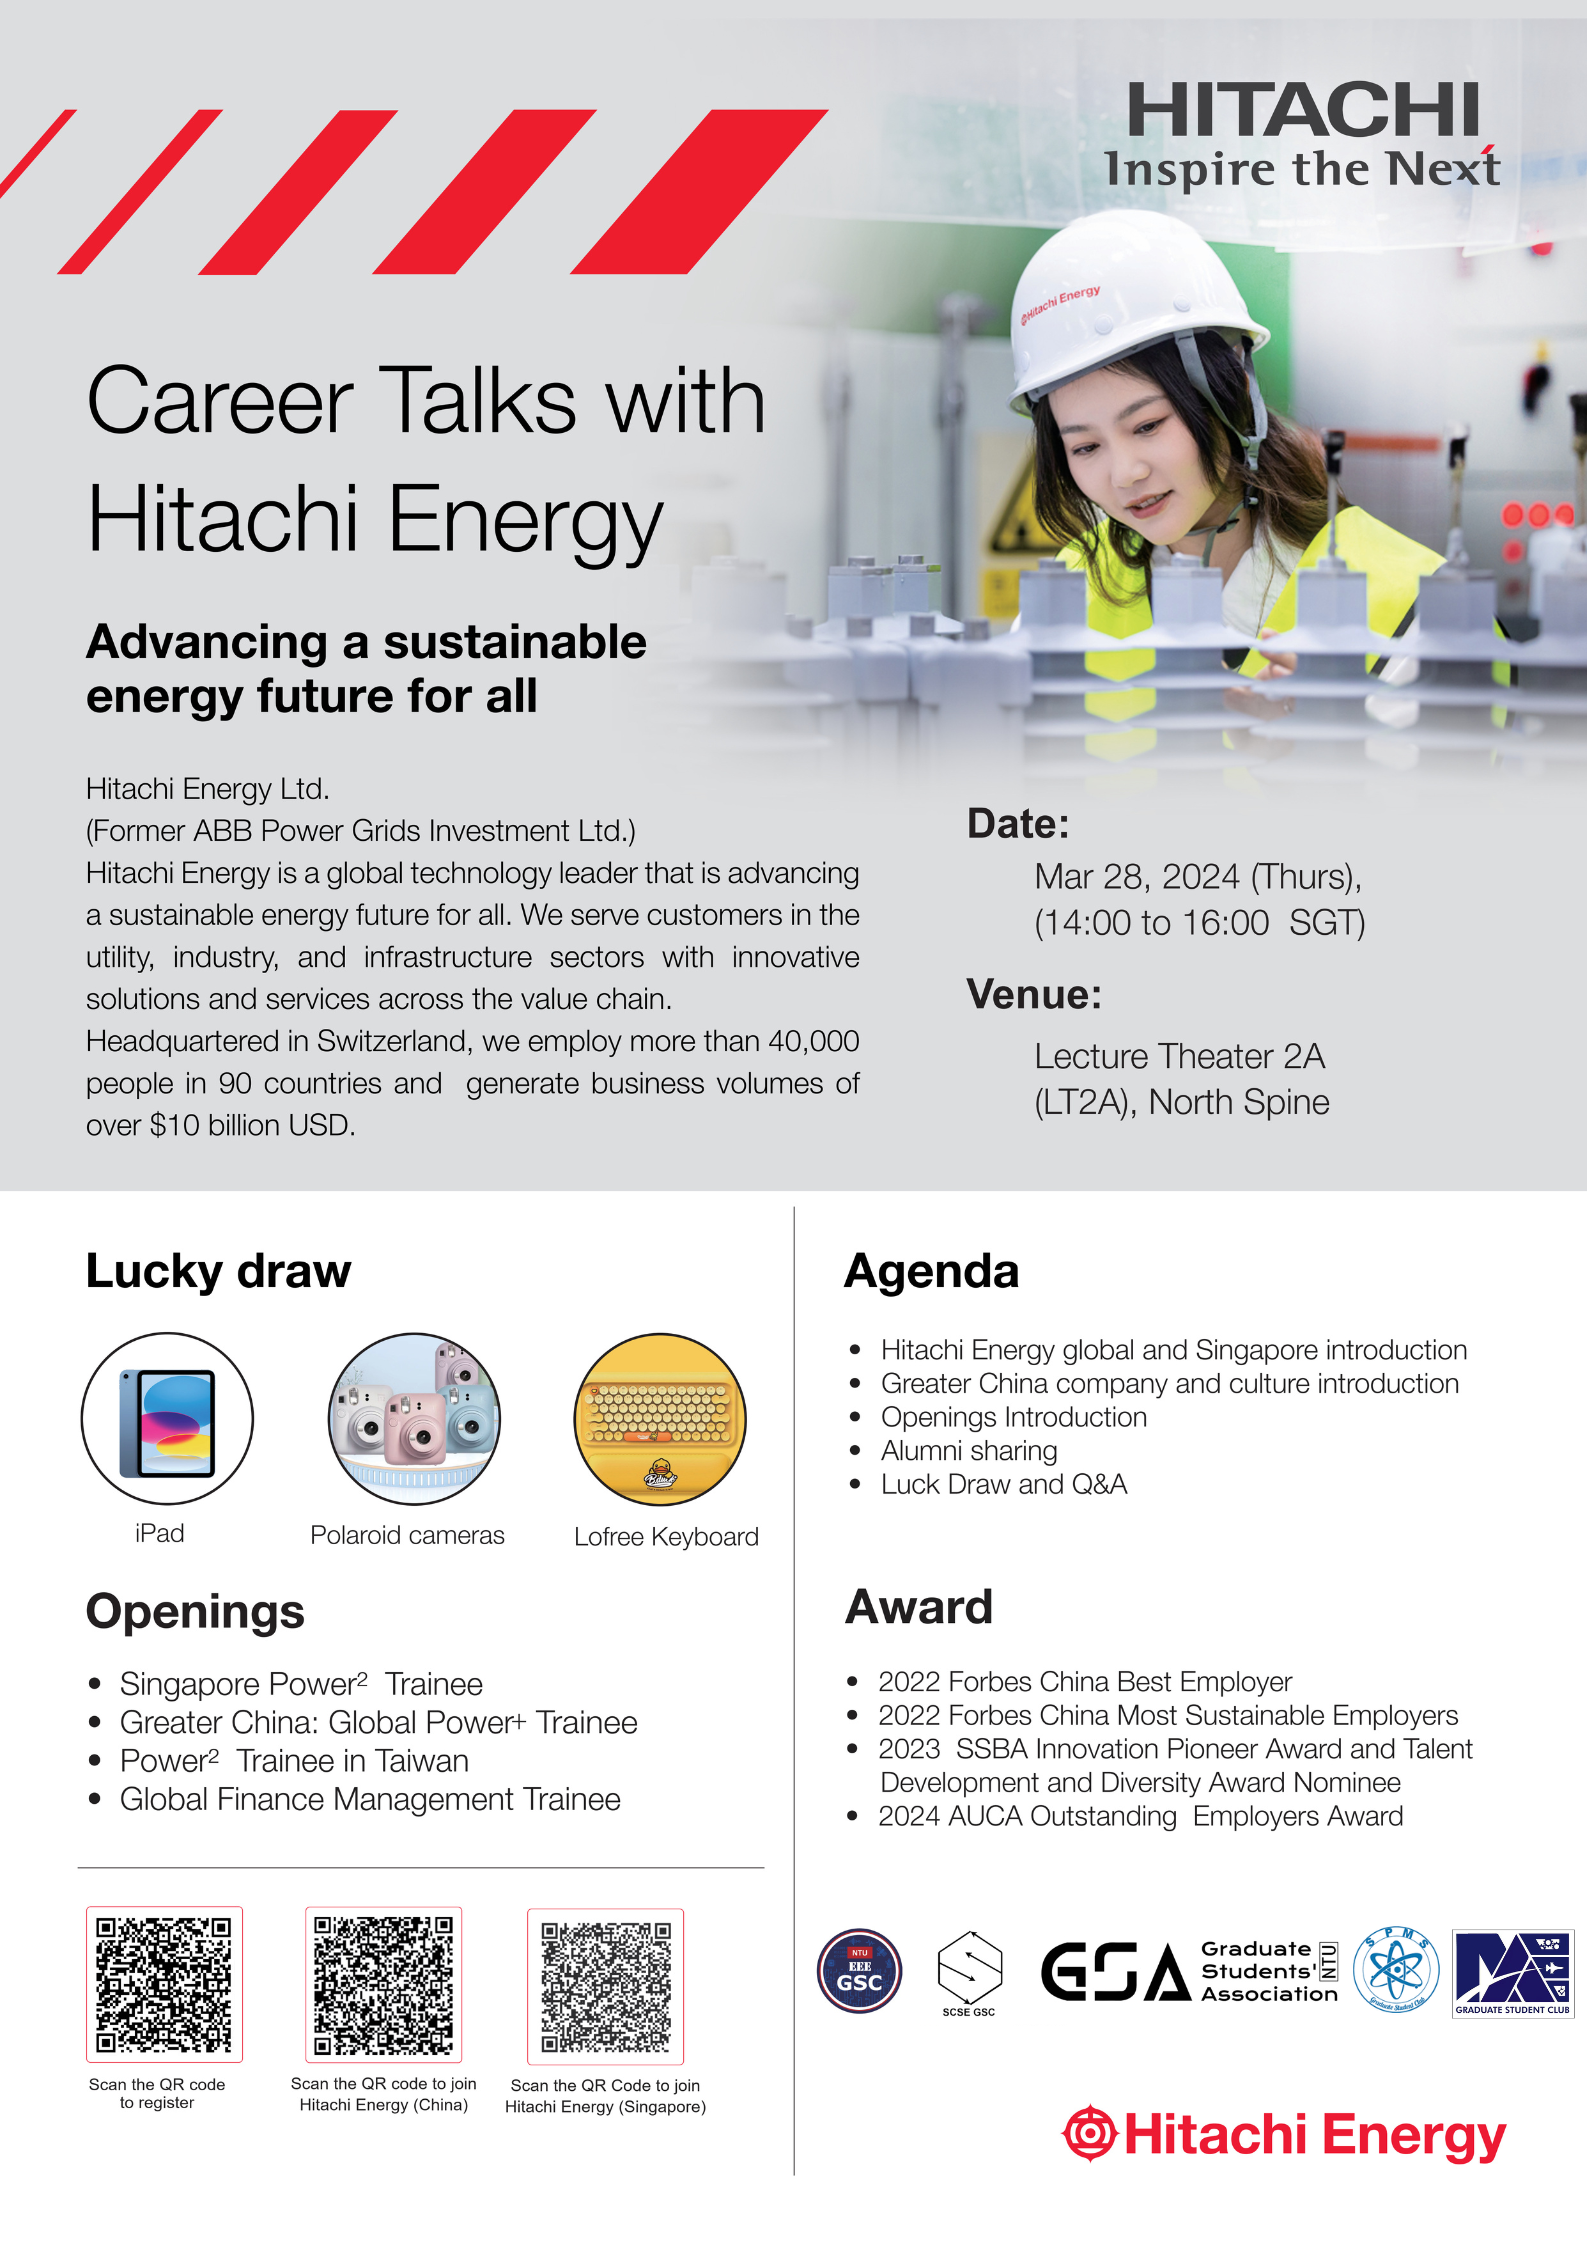 HITACHI
Inspire the Next
Hitachi Energy
Career Talks with
Hitachi Energy
Advancing a sustainable
energy future for all
Hitachi Energy Ltd.
(Former ABB Power Grids Investment Ltd.)
Hitachi Energy is a global technology leader that is advancing
a sustainable energy future for all. We serve customers in the
utility, industry, and infrastructure sectors with innovative
solutions and services across the value chain.
Headquartered in Switzerland, we employ more than 40,000
people in 90 countries and generate business volumes of
over $10 billion USD.
Date:
Mar 28, 2024 (Thurs),
(14:00 to 16:00 SGT)
Venue:
Lecture Theater 2A
(LT2A), North Spine
Lucky draw
iPad
Polaroid cameras
Lofree Keyboard
Openings
• Singapore Power² Trainee
• Greater China: Global Power+ Trainee
• Power² Trainee in Taiwan
• Global Finance Management Trainee
Scan the QR code
to register
Scan the QR code to join
Hitachi Energy (China)
Scan the QR Code to join
Hitachi Energy (Singapore)
Agenda
• Hitachi Energy global and Singapore introduction
• Greater China company and culture introduction
• Openings Introduction
• Alumni sharing
• Luck Draw and Q&A
Award
• 2022 Forbes China Best Employer
• 2022 Forbes China Most Sustainable Employers
• 2023 SSBA Innovation Pioneer Award and Talent
Development and Diversity Award Nominee
• 2024 AUCA Outstanding Employers Award
NTU
EEE
GSC
SCSE GSC
GSA
Graduate
Students'
Association
NTU
SPMS
Graduate Student Club
GRADUATE STUDENT CLUB
Hitachi Energy